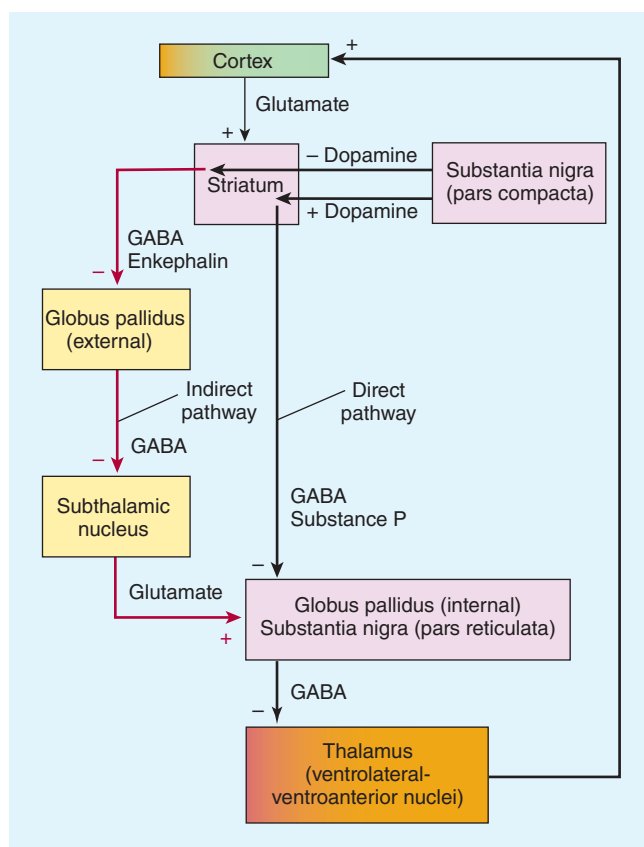 +
Cortex
Glutamate
+
– Dopamine
Striatum
Substantia nigra
(pars compacta)
+ Dopamine
GABA
Enkephalin
–
Globus pallidus
(external)
Indirect
pathway
Direct
pathway
GABA
–
Subthalamic
nucleus
GABA
Substance P
–
Glutamate
+
Globus pallidus (internal)
Substantia nigra (pars reticulata)
GABA
–
Thalamus
(ventrolateral-
ventroanterior nuclei)